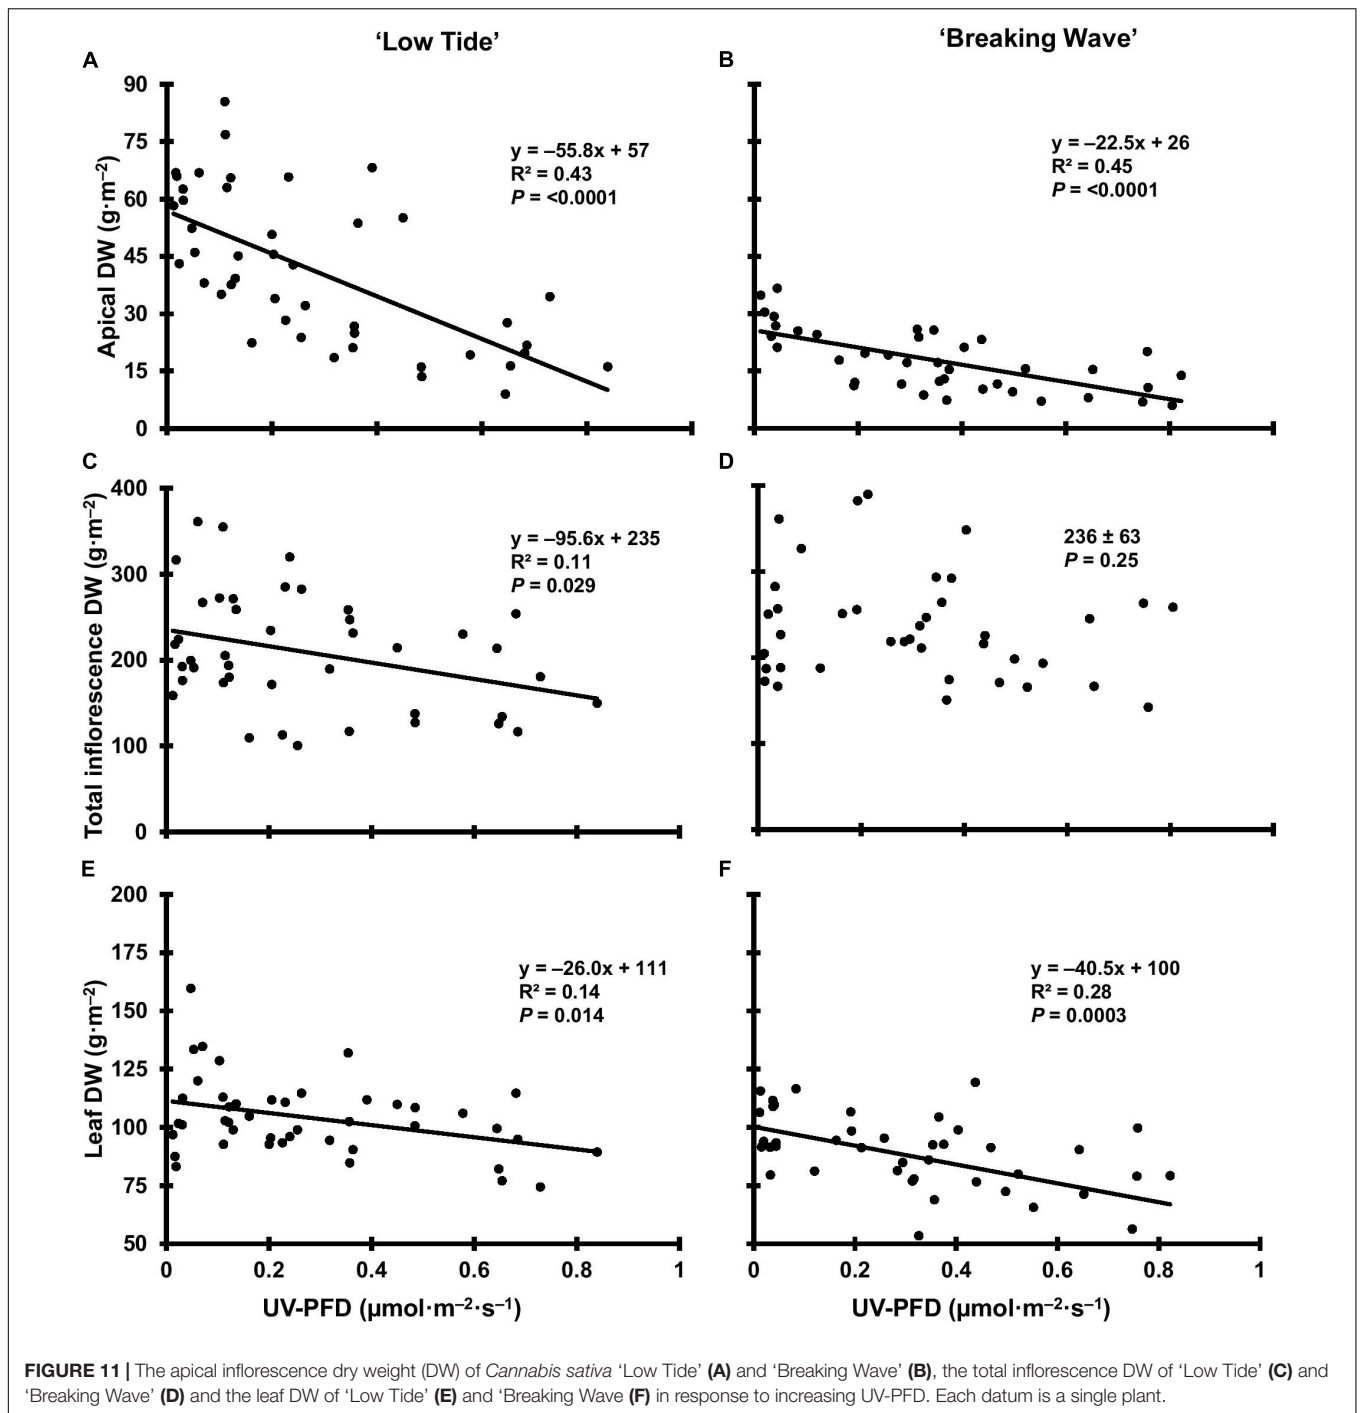 ‘Low Tide’
‘Breaking Wave’
A
B
90
75
60
45
30
15
0
Apical DW (g·m⁻²)
y = –55.8x + 57
R² = 0.43
P = <0.0001
y = –22.5x + 26
R² = 0.45
P = <0.0001
C
D
400
300
200
100
0
Total inflorescence DW (g·m⁻²)
y = –95.6x + 235
R² = 0.11
P = 0.029
236 ± 63
P = 0.25
E
F
200
175
150
125
100
75
50
Leaf DW (g·m⁻²)
y = –26.0x + 111
R² = 0.14
P = 0.014
y = –40.5x + 100
R² = 0.28
P = 0.0003
0 0.2 0.4 0.6 0.8 1
0 0.2 0.4 0.6 0.8 1
UV-PFD (µmol·m⁻²·s⁻¹)
UV-PFD (µmol·m⁻²·s⁻¹)
FIGURE 11 | The apical inflorescence dry weight (DW) of Cannabis sativa ‘Low Tide’ (A) and ‘Breaking Wave’ (B), the total inflorescence DW of ‘Low Tide’ (C) and
‘Breaking Wave’ (D) and the leaf DW of ‘Low Tide’ (E) and ‘Breaking Wave (F) in response to increasing UV-PFD. Each datum is a single plant.